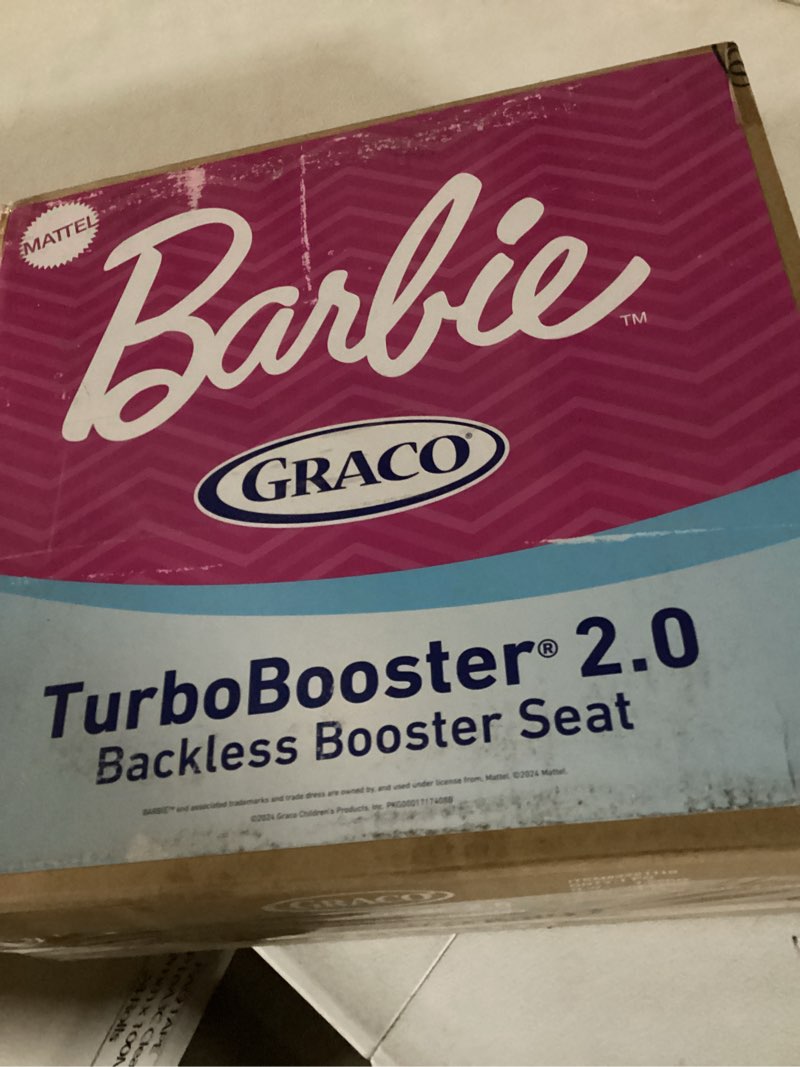 MATTEL
Barbie™
GRACO®
TurboBooster® 2.0
Backless Booster Seat
BARBIE™ and associated trademarks and trade dress are owned by, and used under license from, Mattel. ©2024 Mattel.
©2024 Graco Children's Products, Inc. PKG0001717408B
GRACO